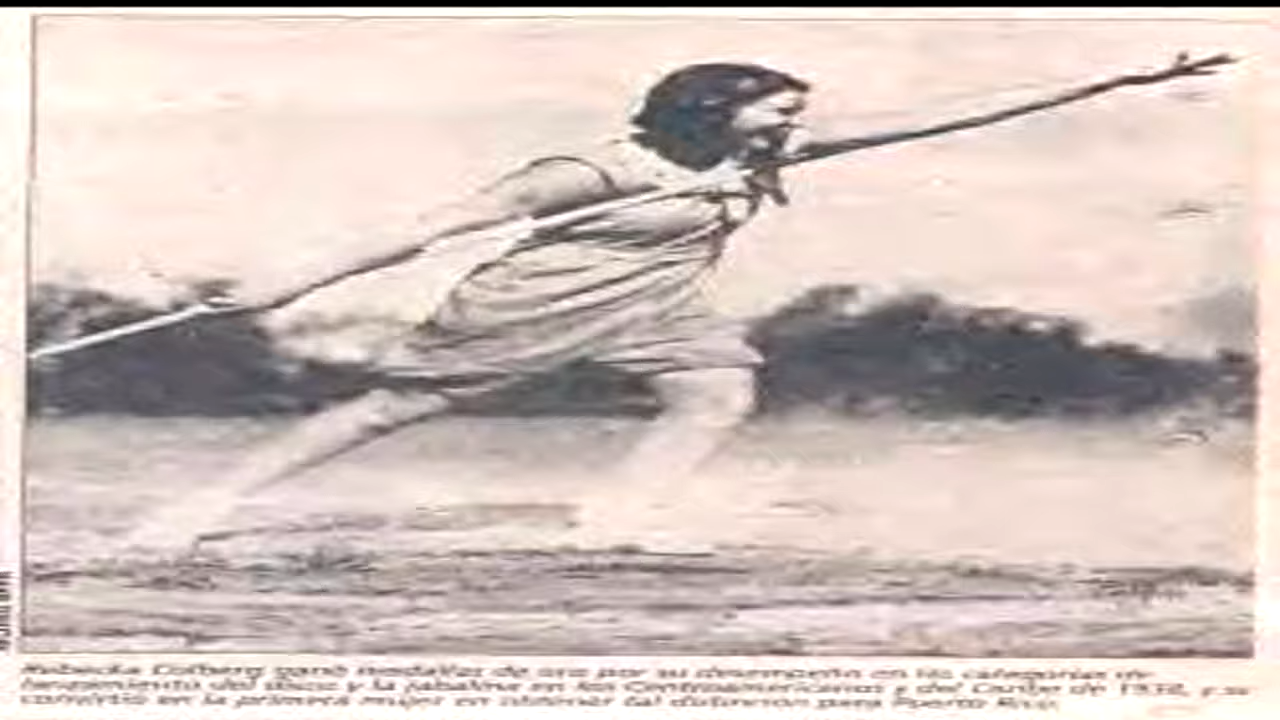 Rebecka Colberg ganó medallas de oro por su desempeño en las categorías de
lanzamiento del disco y la jabalina en los Centroamericanos y del Caribe de 1938, y se
convirtió en la primera mujer en obtener tal distinción para Puerto Rico.